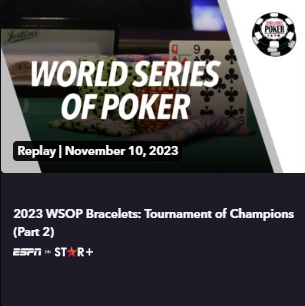 WORLD SERIES
OF POKER
POKER
Replay | November 10, 2023
2023 WSOP Bracelets: Tournament of Champions
(Part 2)
ESPN ON STAR+